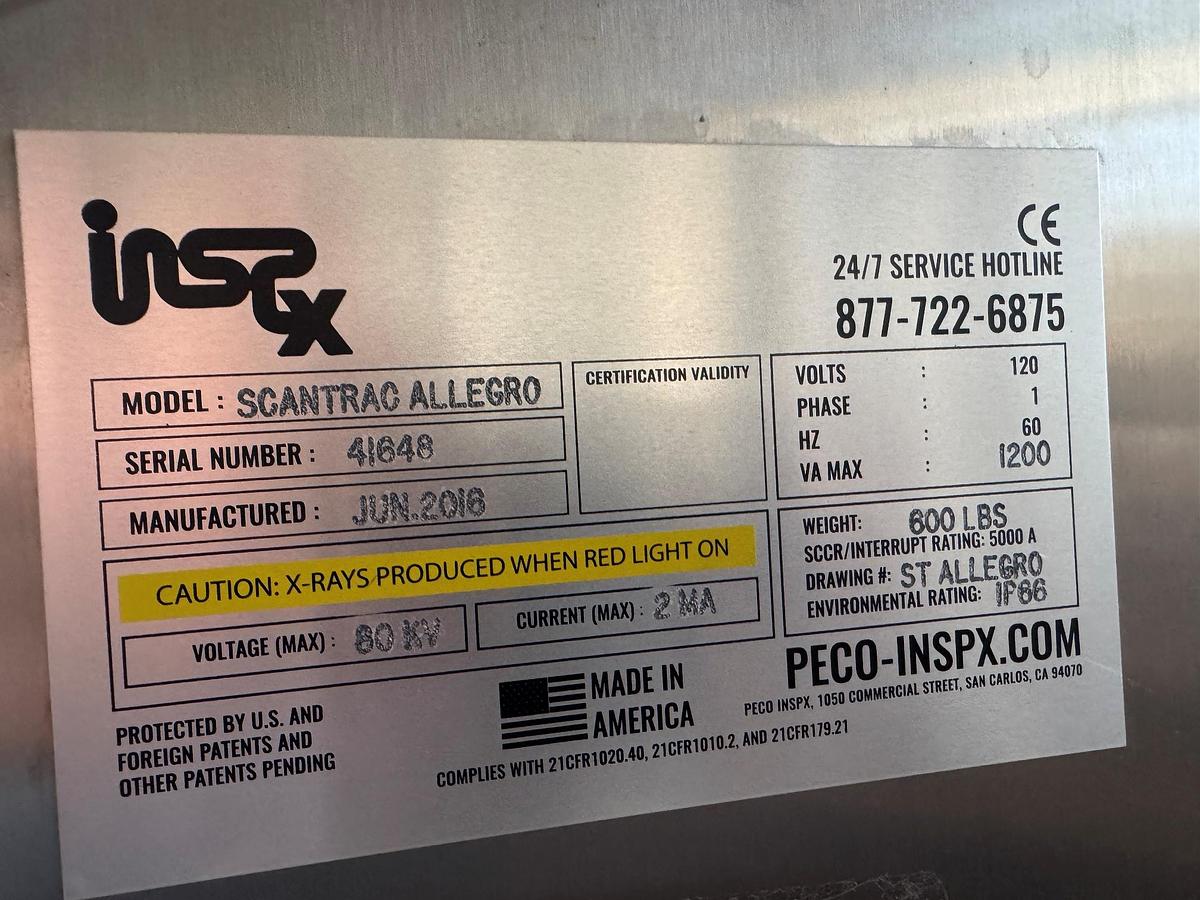 inspx
CE
24/7 SERVICE HOTLINE
877-722-6875
MODEL : SCANTRAC ALLEGRO
SERIAL NUMBER : 41648
MANUFACTURED : JUN.2016
CERTIFICATION VALIDITY
VOLTS : 120
PHASE : 1
HZ : 60
VA MAX : 1200
WEIGHT: 600 LBS
SCCR/INTERRUPT RATING: 5000 A
DRAWING #: ST ALLEGRO
ENVIRONMENTAL RATING: IP66
CAUTION: X-RAYS PRODUCED WHEN RED LIGHT ON
VOLTAGE (MAX) : 80 KV
CURRENT (MAX) : 2 MA
PROTECTED BY U.S. AND
FOREIGN PATENTS AND
OTHER PATENTS PENDING
MADE IN
AMERICA
PECO-INSPX.COM
PECO INSPX, 1050 COMMERCIAL STREET, SAN CARLOS, CA 94070
COMPLIES WITH 21CFR1020.40, 21CFR1010.2, AND 21CFR179.21